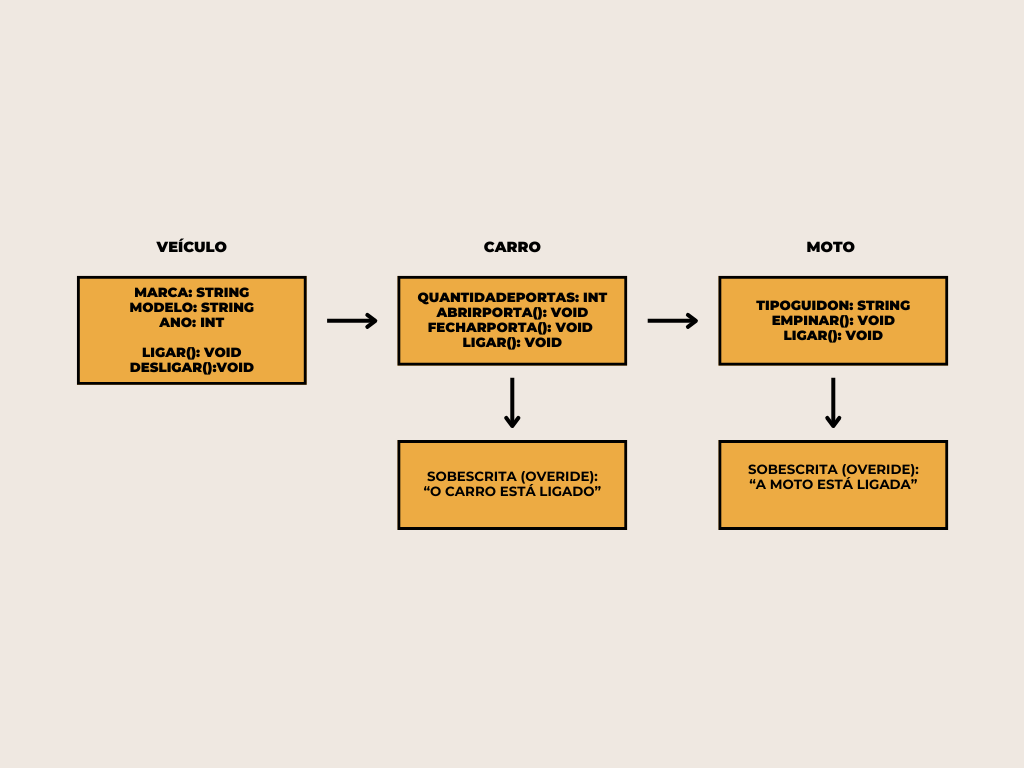 VEÍCULO
MARCA: STRING
MODELO: STRING
ANO: INT
LIGAR(): VOID
DESLIGAR():VOID
CARRO
QUANTIDADEPORTAS: INT
ABRIRPORTA(): VOID
FECHARPORTA(): VOID
LIGAR(): VOID
SOBESCRITA (OVERIDE):
“O CARRO ESTÁ LIGADO”
MOTO
TIPOGUIDON: STRING
EMPINAR(): VOID
LIGAR(): VOID
SOBESCRITA (OVERIDE):
“A MOTO ESTÁ LIGADA”